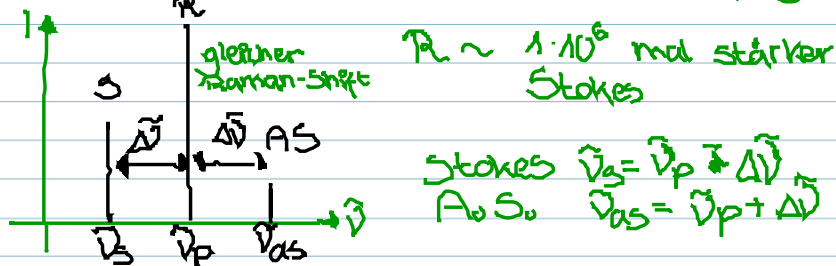 I R
gleicher
Raman-Shift
R ~ 1·10⁶ mal stärker
Stokes
S
Δν̃ Δν̃ AS
ν̃
ν̃s ν̃p ν̃as
Stokes ν̃s = ν̃p - Δν̃
A.S. ν̃as = ν̃p + Δν̃